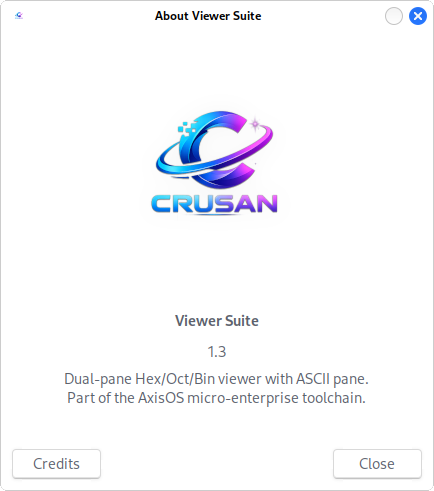 About Viewer Suite
CRUSAN
Viewer Suite
1.3
Dual-pane Hex/Oct/Bin viewer with ASCII pane.
Part of the AxisOS micro-enterprise toolchain.
Credits
Close